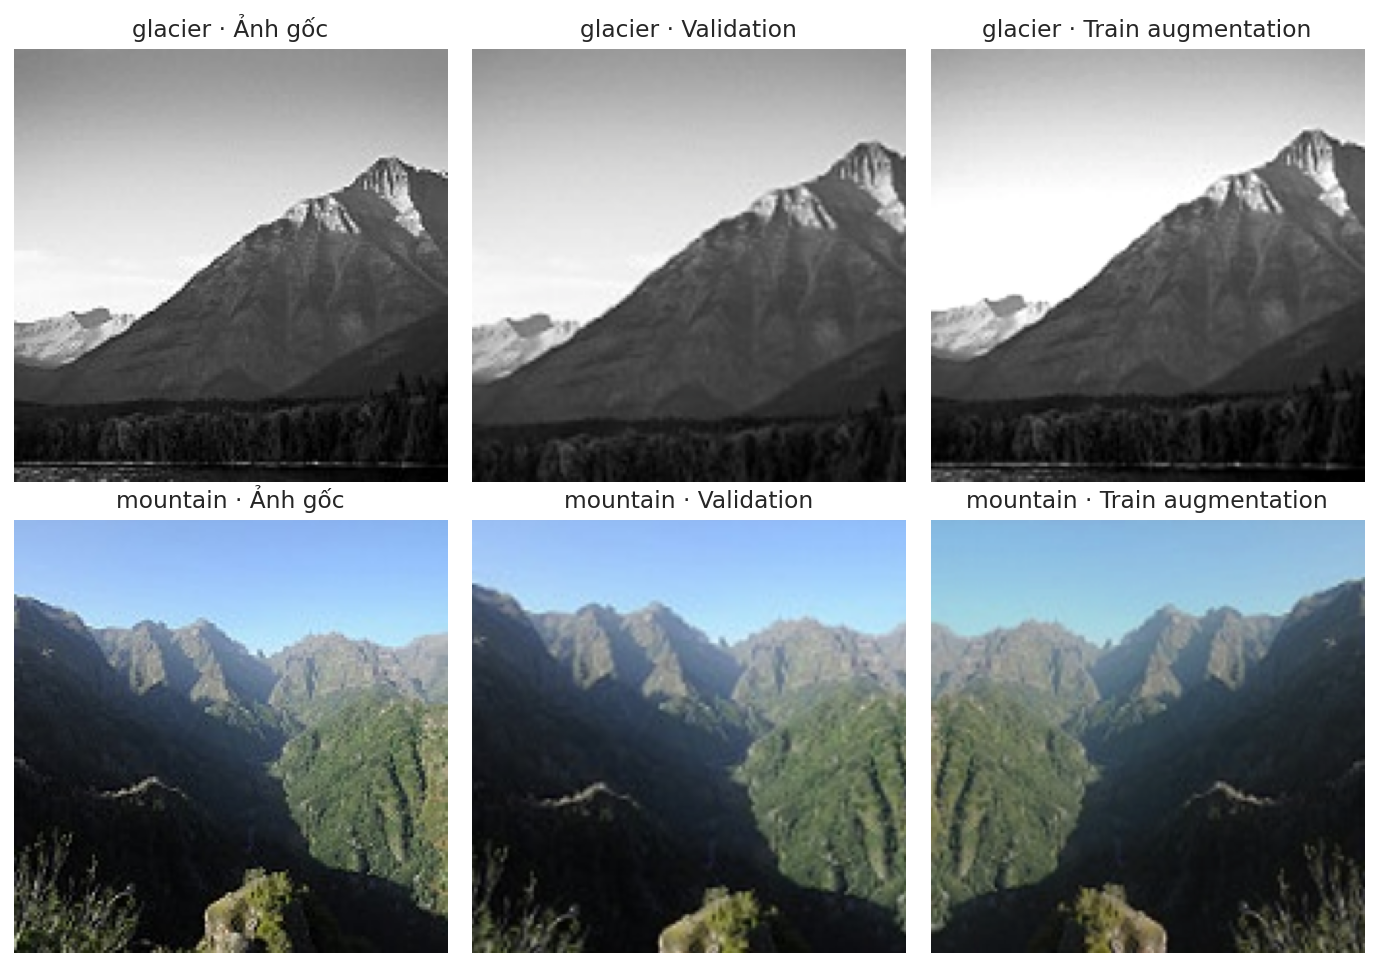 glacier · Ảnh gốc
glacier · Validation
glacier · Train augmentation
mountain · Ảnh gốc
mountain · Validation
mountain · Train augmentation